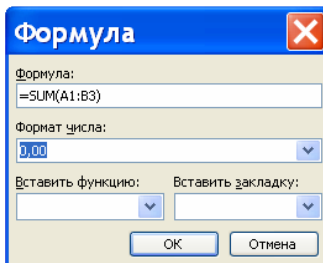 Формула
Формула:
=SUM(A1:B3)
Формат числа:
0,00
Вставить функцию: Вставить закладку:
ОК Отмена